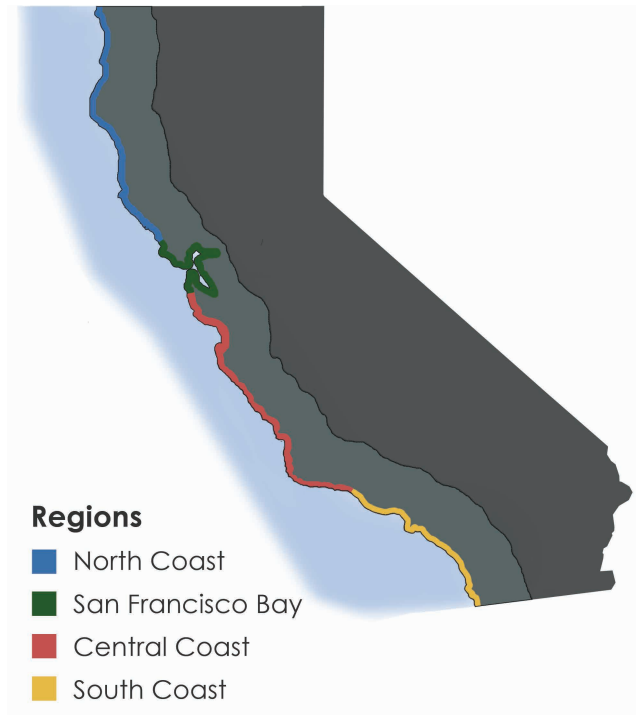 Regions
North Coast
San Francisco Bay
Central Coast
South Coast